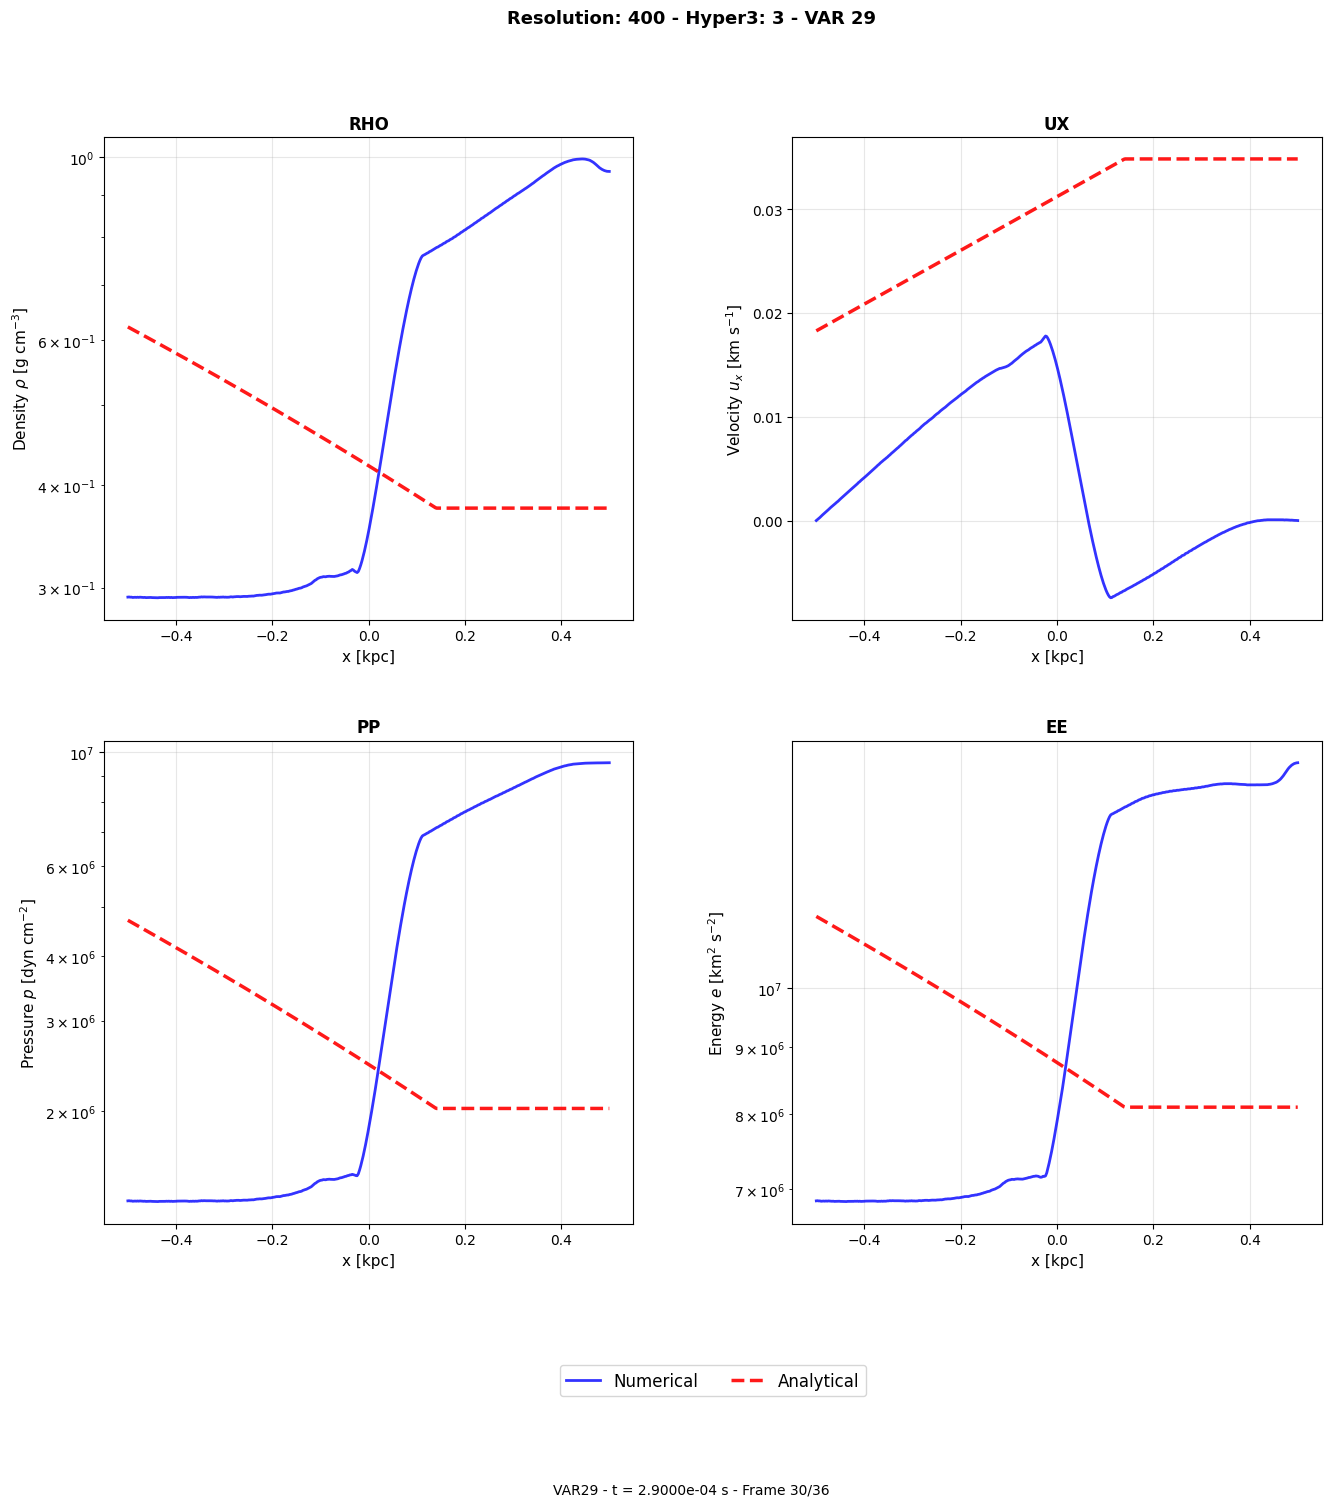 Resolution: 400 - Hyper3: 3 - VAR 29
RHO
Density ρ [g cm⁻³]
10⁰
6 × 10⁻¹
4 × 10⁻¹
3 × 10⁻¹
−0.4 −0.2 0.0 0.2 0.4
x [kpc]
UX
Velocity uₓ [km s⁻¹]
0.03
0.02
0.01
0.00
−0.4 −0.2 0.0 0.2 0.4
x [kpc]
PP
Pressure p [dyn cm⁻²]
10⁷
6 × 10⁶
4 × 10⁶
3 × 10⁶
2 × 10⁶
−0.4 −0.2 0.0 0.2 0.4
x [kpc]
EE
Energy e [km² s⁻²]
10⁷
9 × 10⁶
8 × 10⁶
7 × 10⁶
−0.4 −0.2 0.0 0.2 0.4
x [kpc]
Numerical Analytical
VAR29 - t = 2.9000e-04 s - Frame 30/36